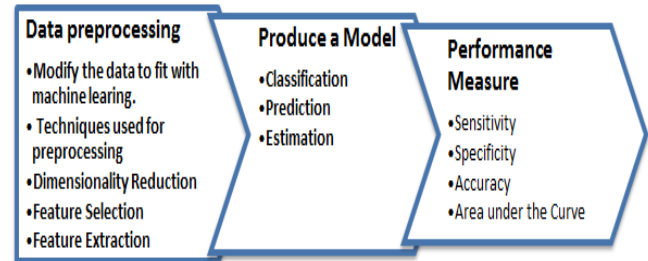 Data preprocessing
•Modify the data to fit with
machine learing.
• Techniques used for
preprocessing
•Dimensionality Reduction
•Feature Selection
•Feature Extraction
Produce a Model
•Classification
•Prediction
•Estimation
Performance
Measure
•Sensitivity
•Specificity
•Accuracy
•Area under the Curve